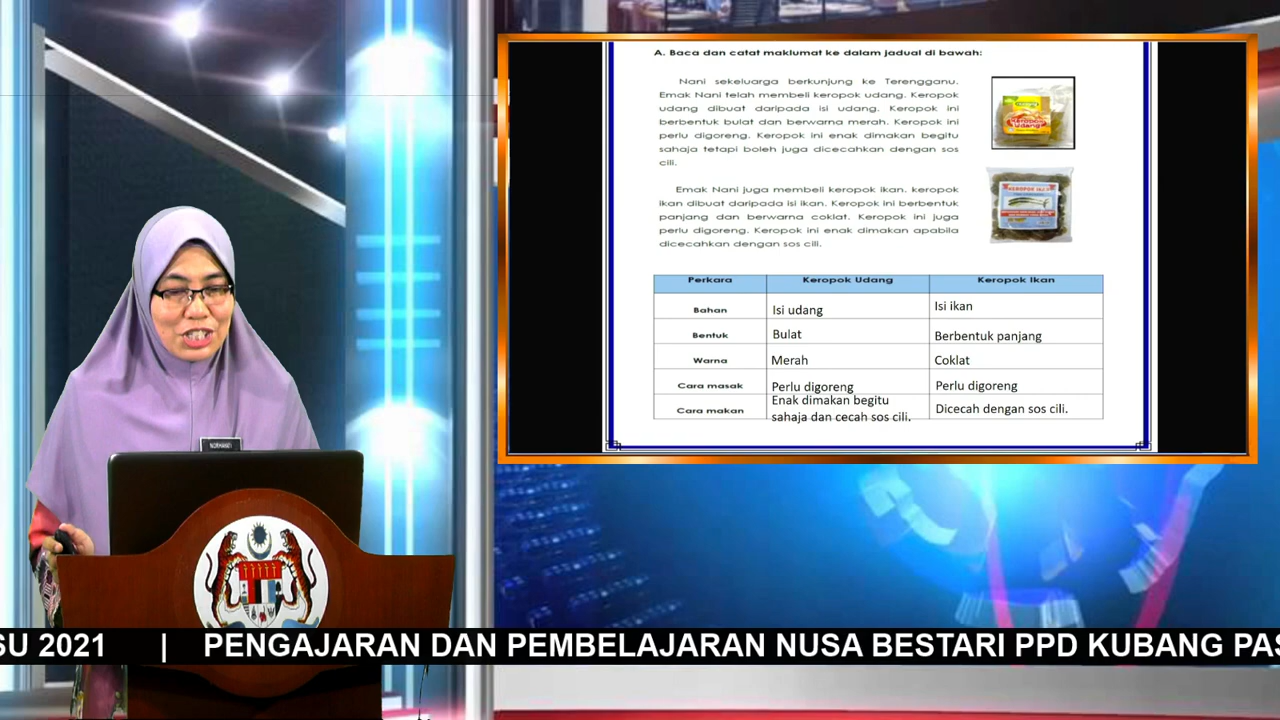 A. Baca dan catat maklumat ke dalam jadual di bawah:
Nani sekeluarga berkunjung ke Terengganu.
Emak Nani telah membeli keropok udang. Keropok
udang dibuat daripada isi udang. Keropok ini
berbentuk bulat dan berwarna merah. Keropok ini
perlu digoreng. Keropok ini enak dimakan begitu
sahaja tetapi boleh juga dicecahkan dengan sos
cili.
Keropok
udang
Emak Nani juga membeli keropok ikan. keropok
ikan dibuat daripada isi ikan. Keropok ini berbentuk
panjang dan berwarna coklat. Keropok ini juga
perlu digoreng. Keropok ini enak dimakan apabila
dicecahkan dengan sos cili.
KEROPOK
Perkara Keropok Udang Keropok Ikan
Bahan Isi udang Isi ikan
Bentuk Bulat Berbentuk panjang
Warna Merah Coklat
Cara masak Perlu digoreng Perlu digoreng
Cara makan Enak dimakan begitu
sahaja dan cecah sos cili. Dicecah dengan sos cili.
SU 2021 | PENGAJARAN DAN PEMBELAJARAN NUSA BESTARI PPD KUBANG PAS